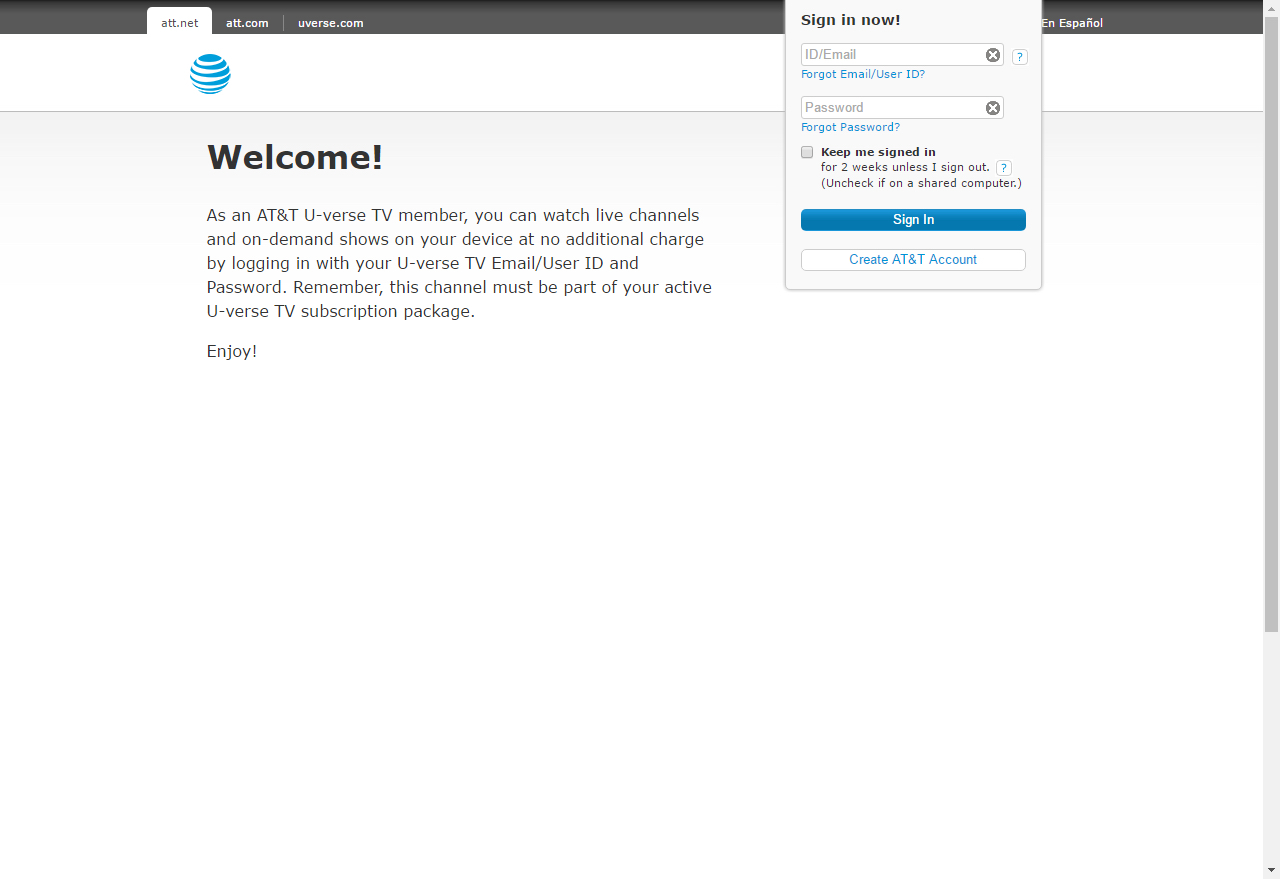 att.net
att.com
uverse.com
En Español
Sign in now!
ID/Email
?
Forgot Email/User ID?
Password
Forgot Password?
Keep me signed in
for 2 weeks unless I sign out. ?
(Uncheck if on a shared computer.)
Sign In
Create AT&T Account
Welcome!
As an AT&T U-verse TV member, you can watch live channels
and on-demand shows on your device at no additional charge
by logging in with your U-verse TV Email/User ID and
Password. Remember, this channel must be part of your active
U-verse TV subscription package.
Enjoy!